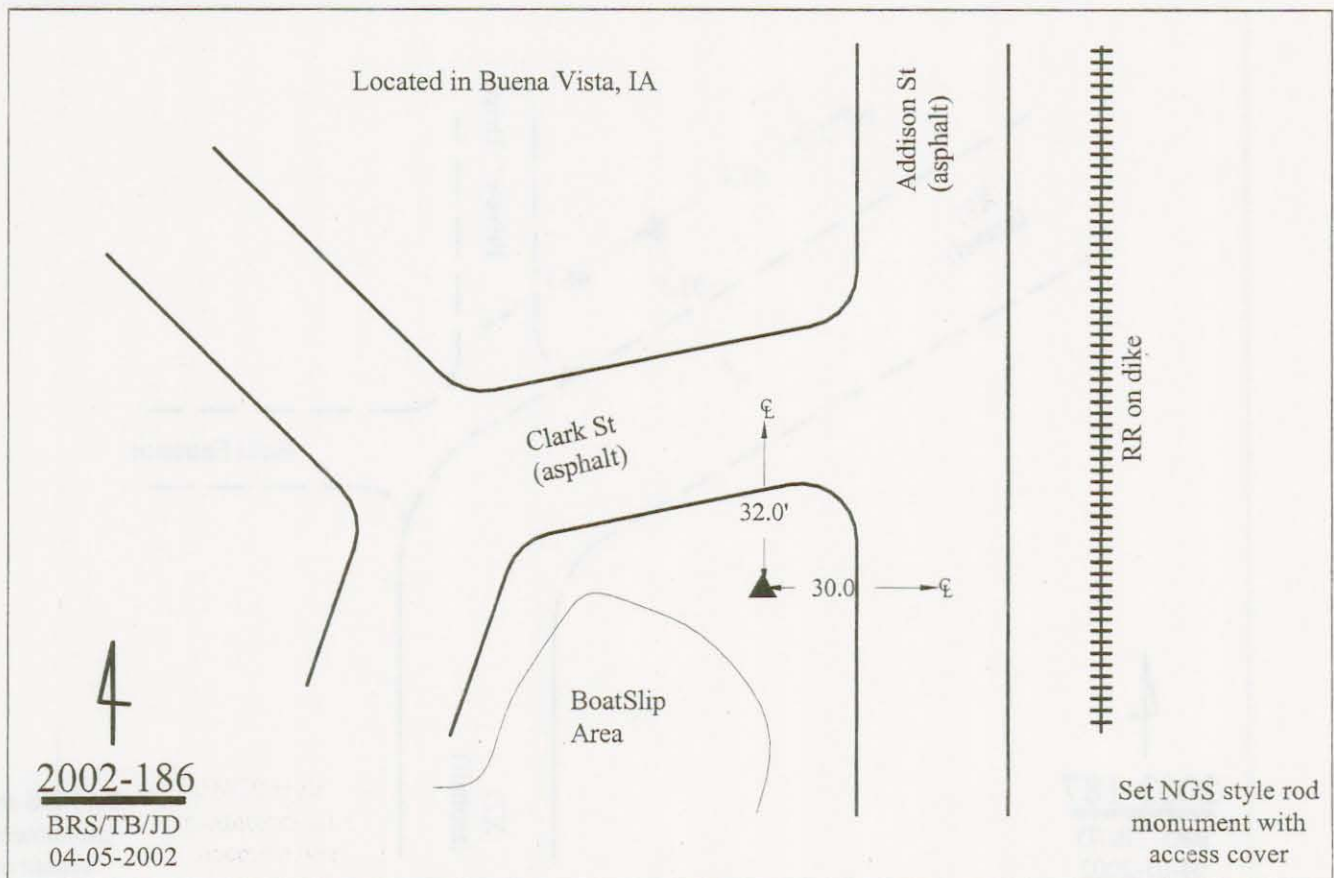 Located in Buena Vista, IA
Addison St
(asphalt)
RR on dike
Clark St
(asphalt)
℄
32.0'
30.0
℄
BoatSlip
Area
2002-186
BRS/TB/JD
04-05-2002
Set NGS style rod
monument with
access cover